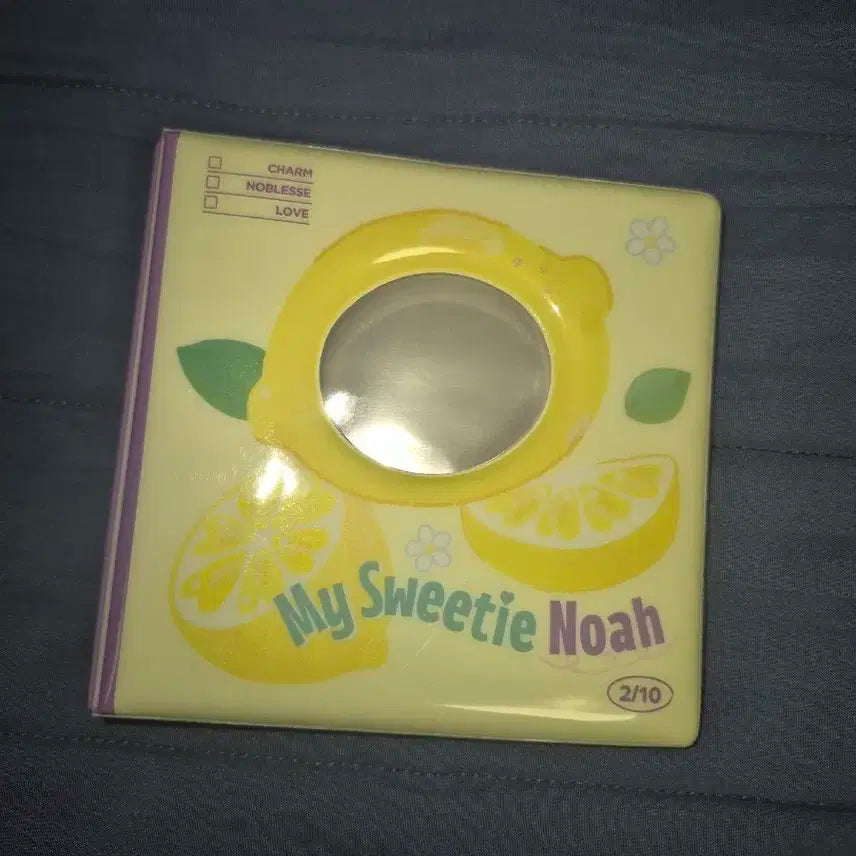 CHARM
NOBLESSE
LOVE
My Sweetie Noah
2/10